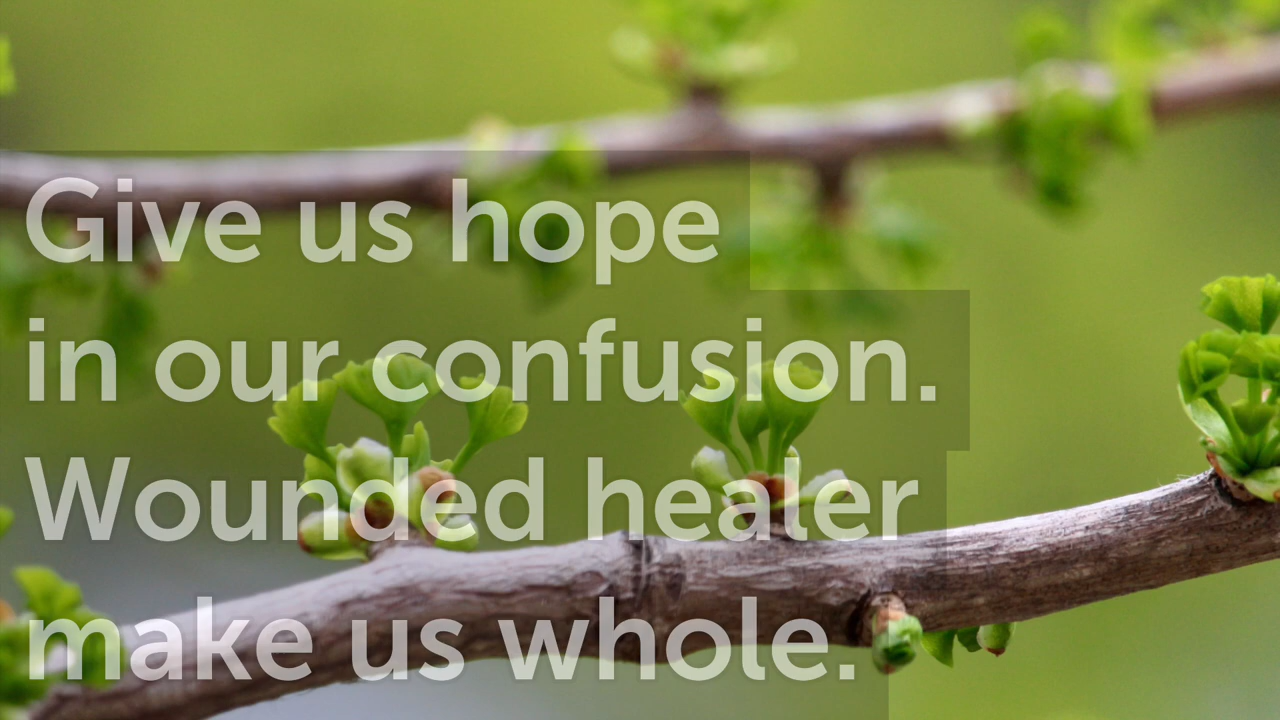 Give us hope
in our confusion.
Wounded healer
make us whole.